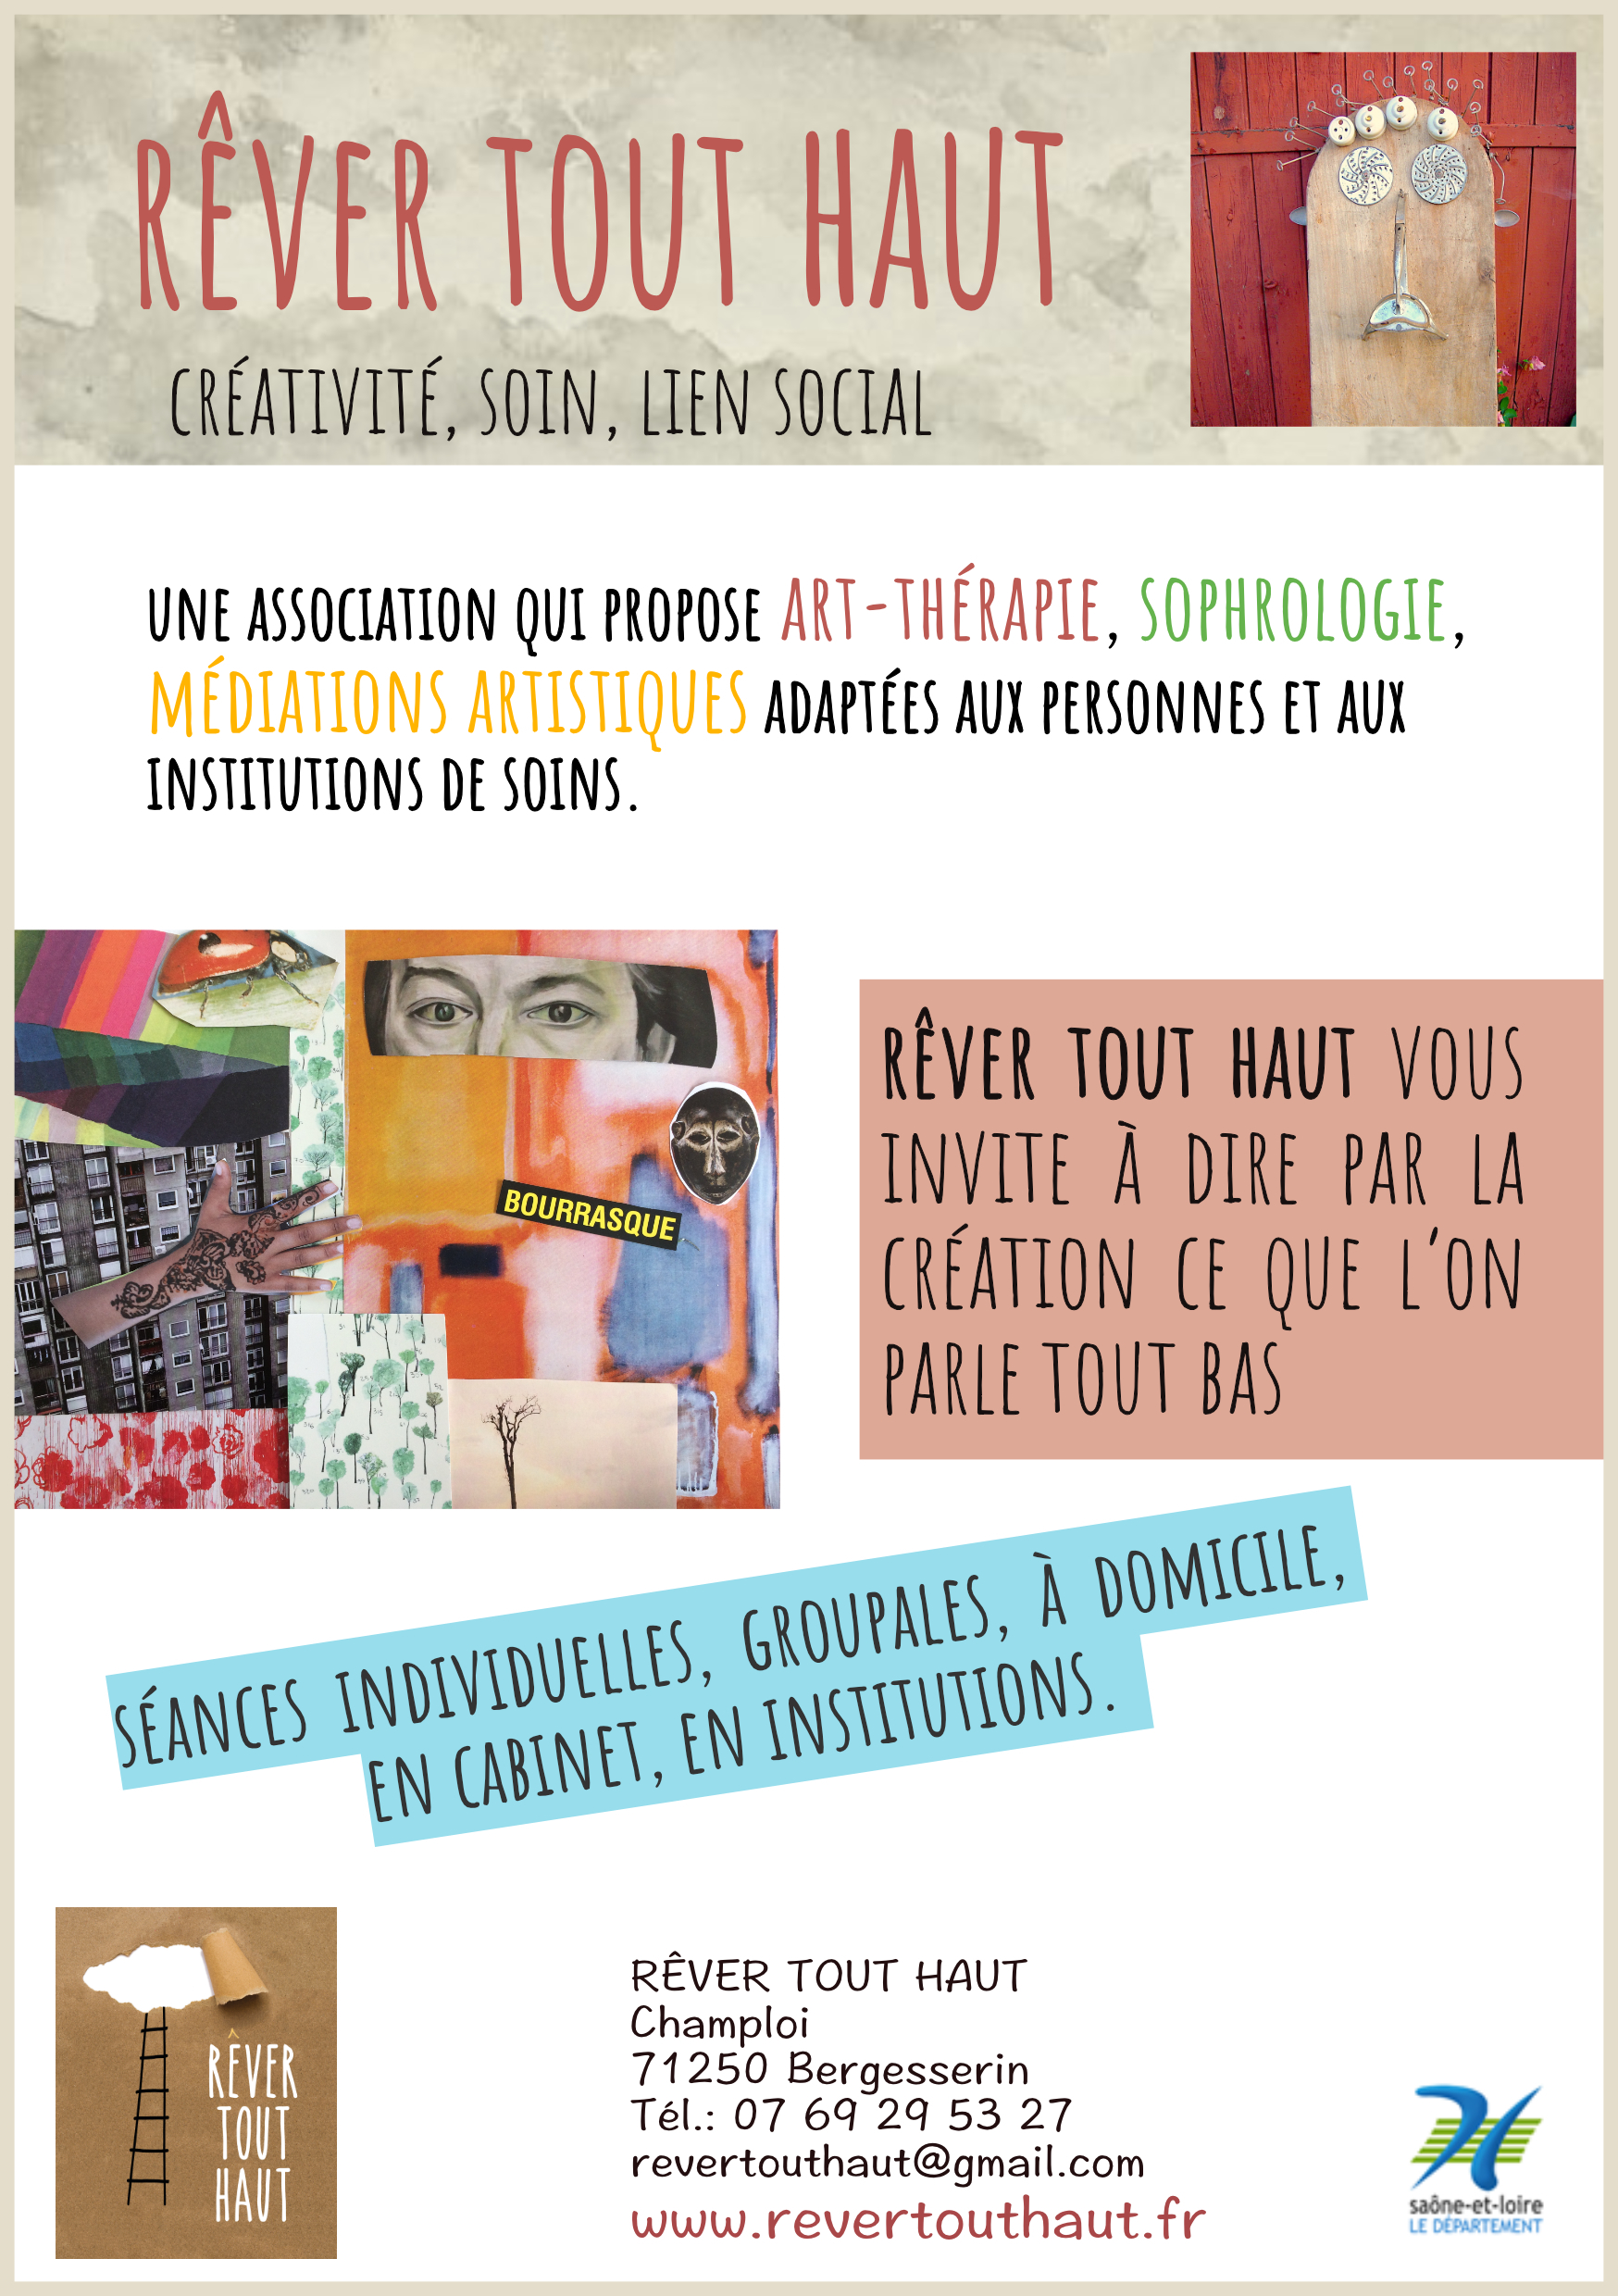 RÊVER TOUT HAUT
CRÉATIVITÉ, SOIN, LIEN SOCIAL
UNE ASSOCIATION QUI PROPOSE ART-THÉRAPIE, SOPHROLOGIE,
MÉDIATIONS ARTISTIQUES ADAPTÉES AUX PERSONNES ET AUX
INSTITUTIONS DE SOINS.
BOURRASQUE
RÊVER TOUT HAUT VOUS
INVITE À DIRE PAR LA
CRÉATION CE QUE L'ON
PARLE TOUT BAS
SÉANCES INDIVIDUELLES, GROUPALES, À DOMICILE,
EN CABINET, EN INSTITUTIONS.
RÊVER
TOUT
HAUT
RÊVER TOUT HAUT
Champloi
71250 Bergesserin
Tél.: 07 69 29 53 27
revertouthaut@gmail.com
www.revertouthaut.fr
saône-et-loire
LE DÉPARTEMENT